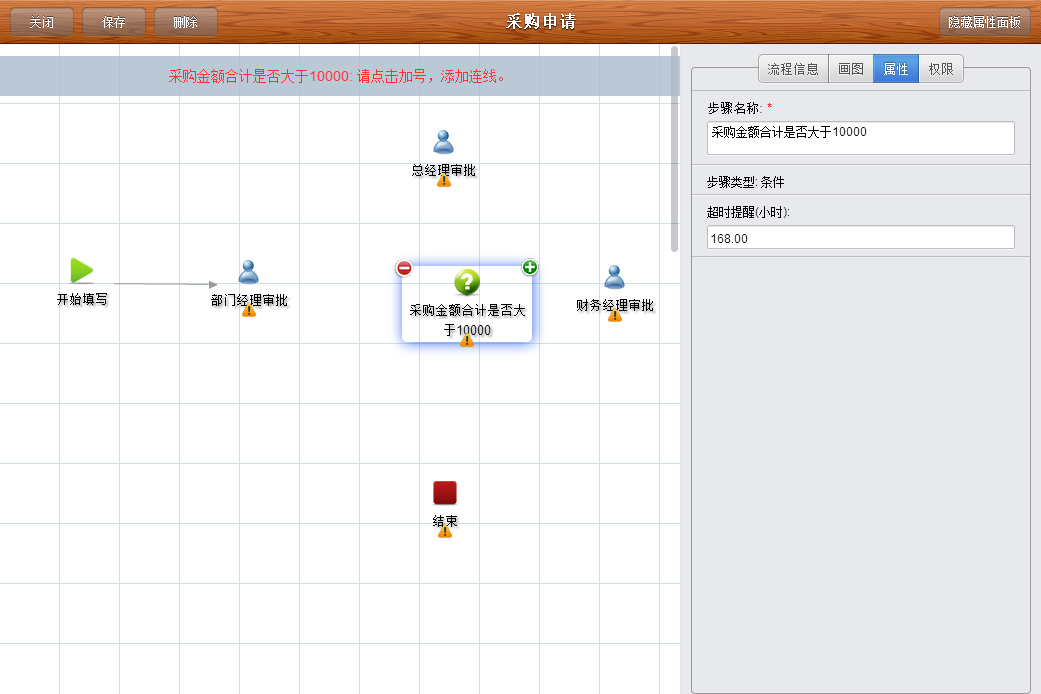 关闭
保存
删除
采购申请
隐藏属性面板
采购金额合计是否大于10000: 请点击加号，添加连线。
流程信息
画图
属性
权限
步骤名称: *
采购金额合计是否大于10000
步骤类型: 条件
超时提醒(小时):
168.00
总经理审批
开始填写
部门经理审批
采购金额合计是否大
于10000
财务经理审批
结束